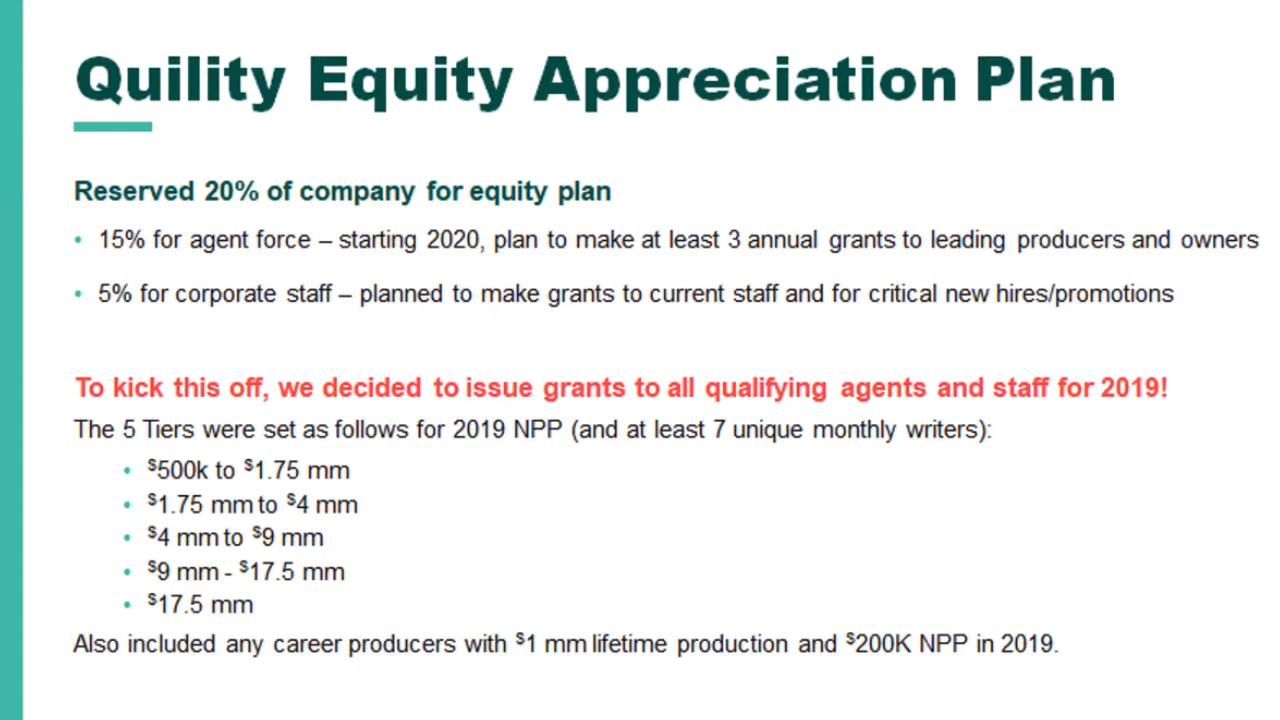 Quility Equity Appreciation Plan
Reserved 20% of company for equity plan
• 15% for agent force – starting 2020, plan to make at least 3 annual grants to leading producers and owners
• 5% for corporate staff – planned to make grants to current staff and for critical new hires/promotions
To kick this off, we decided to issue grants to all qualifying agents and staff for 2019!
The 5 Tiers were set as follows for 2019 NPP (and at least 7 unique monthly writers):
• $500k to $1.75 mm
• $1.75 mm to $4 mm
• $4 mm to $9 mm
• $9 mm - $17.5 mm
• $17.5 mm
Also included any career producers with $1 mm lifetime production and $200K NPP in 2019.